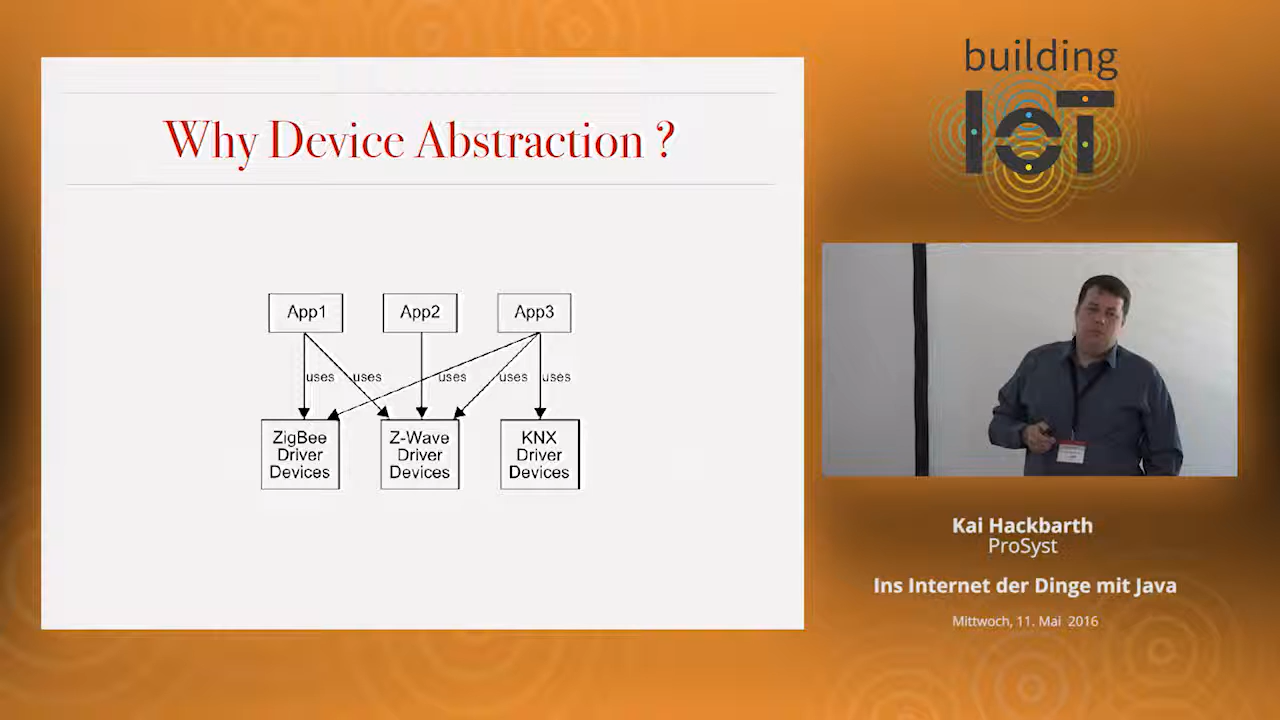 Why Device Abstraction ?
App1
App2
App3
uses
uses
uses
uses
uses
ZigBee
Driver
Devices
Z-Wave
Driver
Devices
KNX
Driver
Devices
building
IoT
Kai Hackbarth
ProSyst
Ins Internet der Dinge mit Java
Mittwoch, 11. Mai 2016